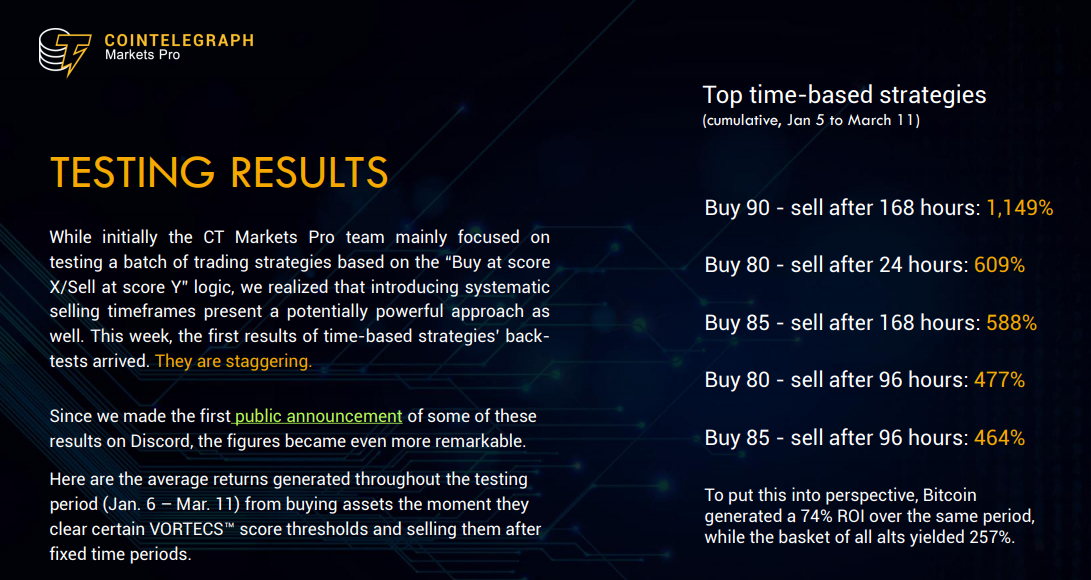 COINTELEGRAPH
Markets Pro
TESTING RESULTS
While initially the CT Markets Pro team mainly focused on
testing a batch of trading strategies based on the “Buy at score
X/Sell at score Y” logic, we realized that introducing systematic
selling timeframes present a potentially powerful approach as
well. This week, the first results of time-based strategies’ back-
tests arrived. They are staggering.
Since we made the first public announcement of some of these
results on Discord, the figures became even more remarkable.
Here are the average returns generated throughout the testing
period (Jan. 6 – Mar. 11) from buying assets the moment they
clear certain VORTECS™ score thresholds and selling them after
fixed time periods.
Top time-based strategies
(cumulative, Jan 5 to March 11)
Buy 90 - sell after 168 hours: 1,149%
Buy 80 - sell after 24 hours: 609%
Buy 85 - sell after 168 hours: 588%
Buy 80 - sell after 96 hours: 477%
Buy 85 - sell after 96 hours: 464%
To put this into perspective, Bitcoin
generated a 74% ROI over the same period,
while the basket of all alts yielded 257%.